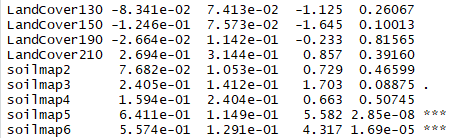 LandCover130 -8.341e-02 7.413e-02 -1.125 0.26067
LandCover150 -1.246e-01 7.573e-02 -1.645 0.10013
LandCover190 -2.664e-02 1.142e-01 -0.233 0.81565
LandCover210 2.694e-01 3.144e-01 0.857 0.39160
soilmap2 7.682e-02 1.053e-01 0.729 0.46599
soilmap3 2.405e-01 1.412e-01 1.703 0.08875 .
soilmap4 1.594e-01 2.404e-01 0.663 0.50745
soilmap5 6.411e-01 1.149e-01 5.582 2.85e-08 ***
soilmap6 5.574e-01 1.291e-01 4.317 1.69e-05 ***